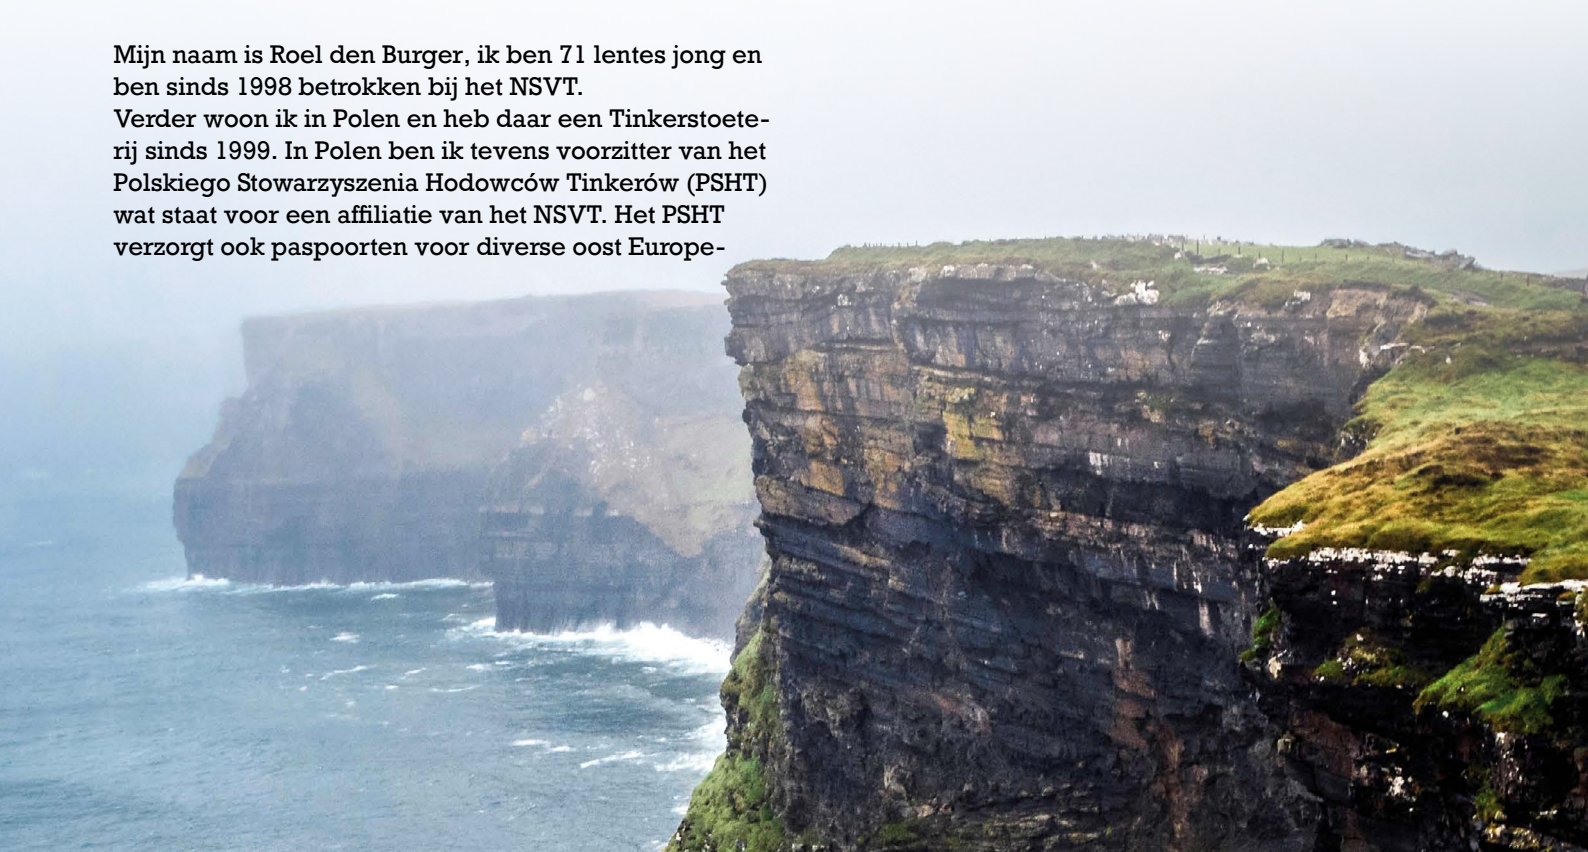 Mijn naam is Roel den Burger, ik ben 71 lentes jong en
ben sinds 1998 betrokken bij het NSVT.
Verder woon ik in Polen en heb daar een Tinkerstoete-
rij sinds 1999. In Polen ben ik tevens voorzitter van het
Polskiego Stowarzyszenia Hodowców Tinkerów (PSHT)
wat staat voor een affiliatie van het NSVT. Het PSHT
verzorgt ook paspoorten voor diverse oost Europe-